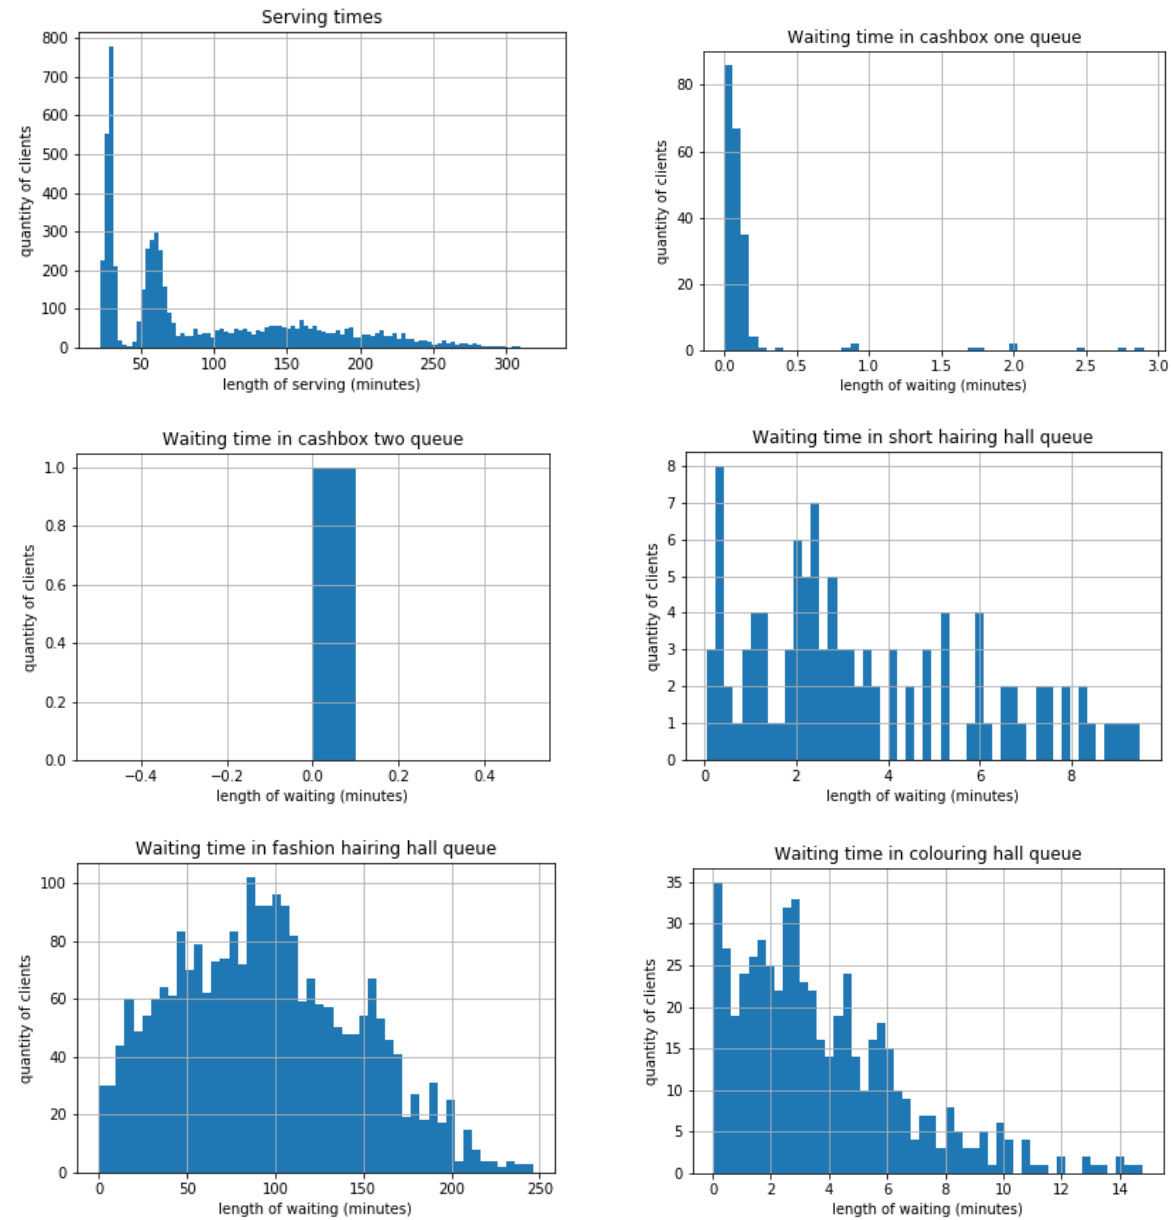 Serving times
800
700
600
500
400
300
200
100
0
quantity of clients
50 100 150 200 250 300
length of serving (minutes)
Waiting time in cashbox one queue
80
60
40
20
0
quantity of clients
0.0 0.5 1.0 1.5 2.0 2.5 3.0
length of waiting (minutes)
Waiting time in cashbox two queue
1.0
0.8
0.6
0.4
0.2
0.0
quantity of clients
−0.4 −0.2 0.0 0.2 0.4
length of waiting (minutes)
Waiting time in short hairing hall queue
8
7
6
5
4
3
2
1
0
quantity of clients
0 2 4 6 8
length of waiting (minutes)
Waiting time in fashion hairing hall queue
100
80
60
40
20
0
quantity of clients
0 50 100 150 200 250
length of waiting (minutes)
Waiting time in colouring hall queue
35
30
25
20
15
10
5
0
quantity of clients
0 2 4 6 8 10 12 14
length of waiting (minutes)